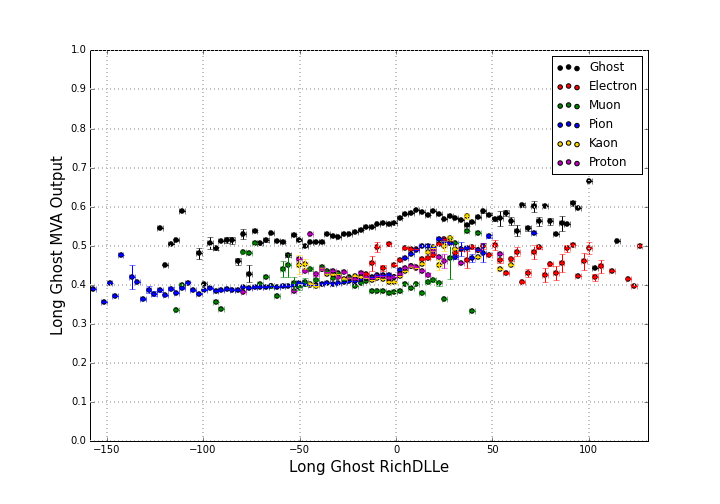 1.0
0.9
0.8
0.7
0.6
0.5
0.4
0.3
0.2
0.1
0.0
Long Ghost MVA Output
Ghost
Electron
Muon
Pion
Kaon
Proton
−150 −100 −50 0 50 100
Long Ghost RichDLLe